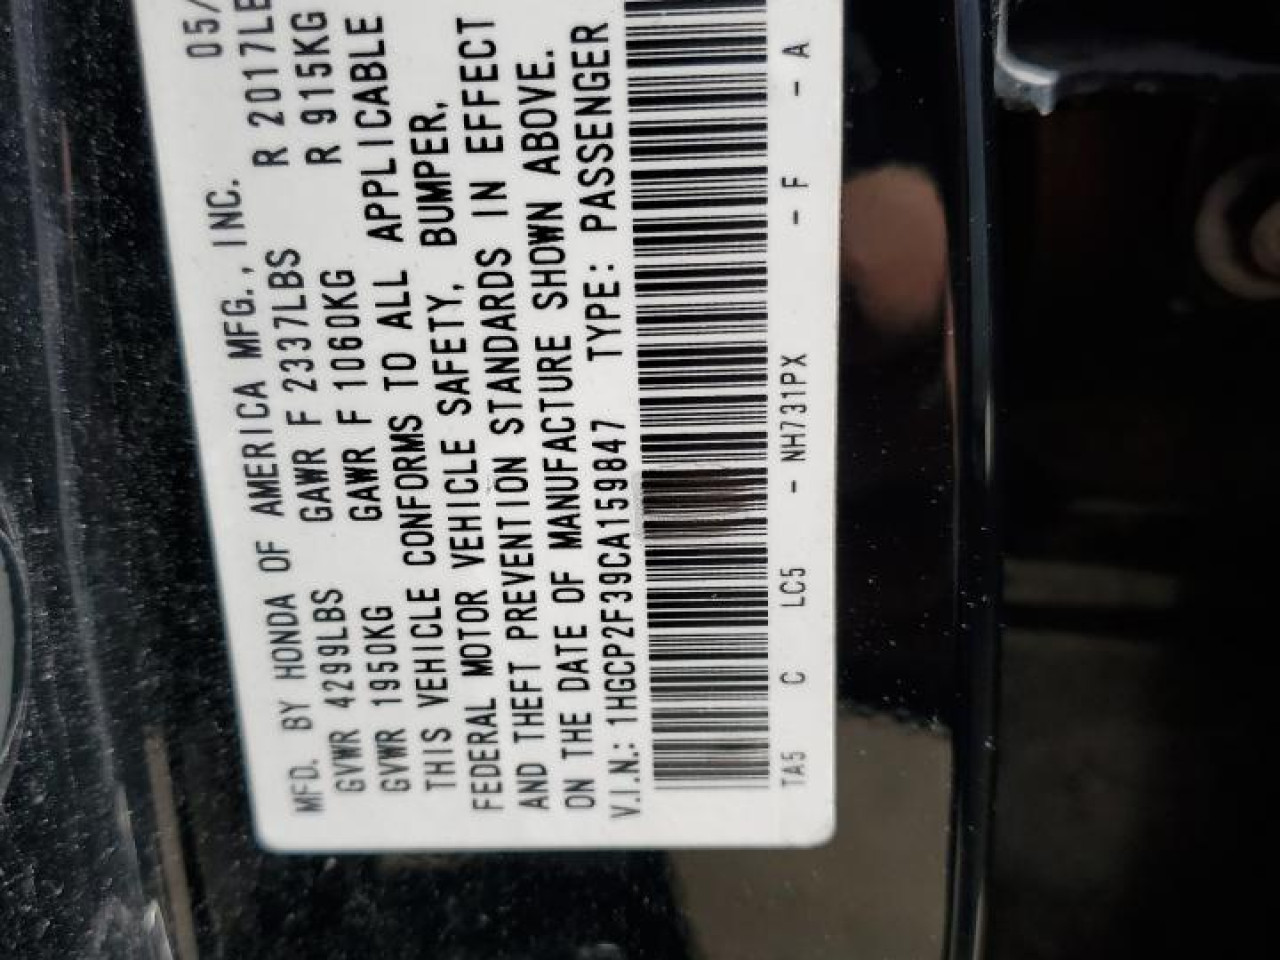 MFD. BY HONDA OF AMERICA MFG., INC. 05/
GVWR 4299LBS GAWR F 2337LBS R 2017LB
GVWR 1950KG GAWR F 1060KG R 915KG
THIS VEHICLE CONFORMS TO ALL APPLICABLE
FEDERAL MOTOR VEHICLE SAFETY, BUMPER,
AND THEFT PREVENTION STANDARDS IN EFFECT
ON THE DATE OF MANUFACTURE SHOWN ABOVE.
V.I.N.: 1HGCP2F39CA159847 TYPE: PASSENGER
TA5 C LC5 - NH731PX - F - A